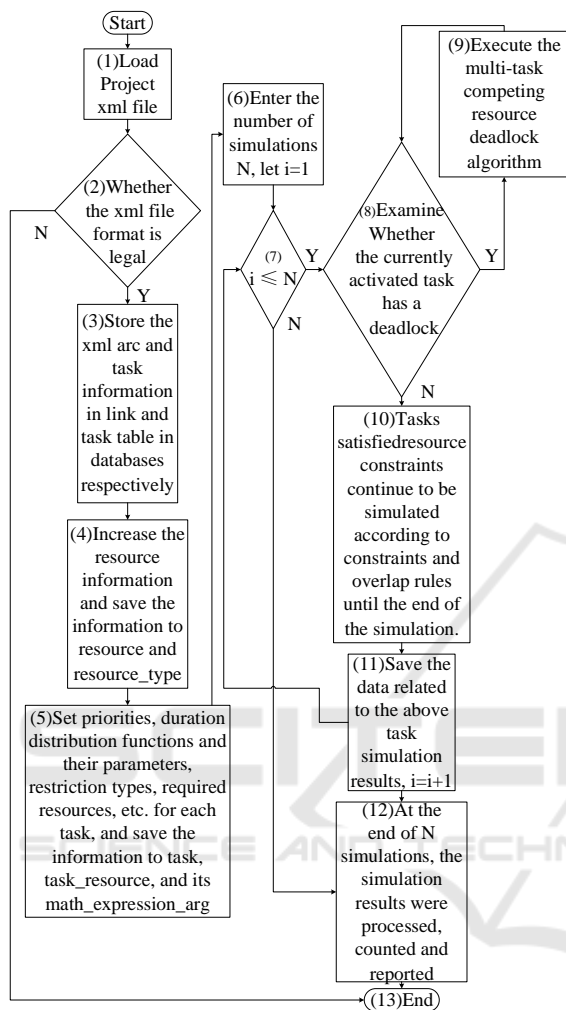 Start
(1)Load
Project
xml file
(2)Whether
the xml file
format is
legal
N
Y
(3)Store the
xml arc and
task
information
in link and
task table in
databases
respectively
(4)Increase the
resource
information
and save the
information to
resource and
resource_type
(5)Set priorities, duration
distribution functions and
their parameters,
restriction types, required
resources, etc. for each
task, and save the
information to task,
task_resource, and its
math_expression_arg
(6)Enter the
number of
simulations
N, let i=1
(7)
i ≤ N
Y
N
(8)Examine
Whether
the currently
activated task
has a
deadlock
Y
N
(9)Execute the
multi-task
competing
resource
deadlock
algorithm
(10)Tasks
satisfiedresource
constraints
continue to be
simulated
according to
constraints and
overlap rules
until the end of
the simulation.
(11)Save the
data related
to the above
task
simulation
results, i=i+1
(12)At the
end of N
simulations, the
simulation
results were
processed,
counted and
reported
(13)End